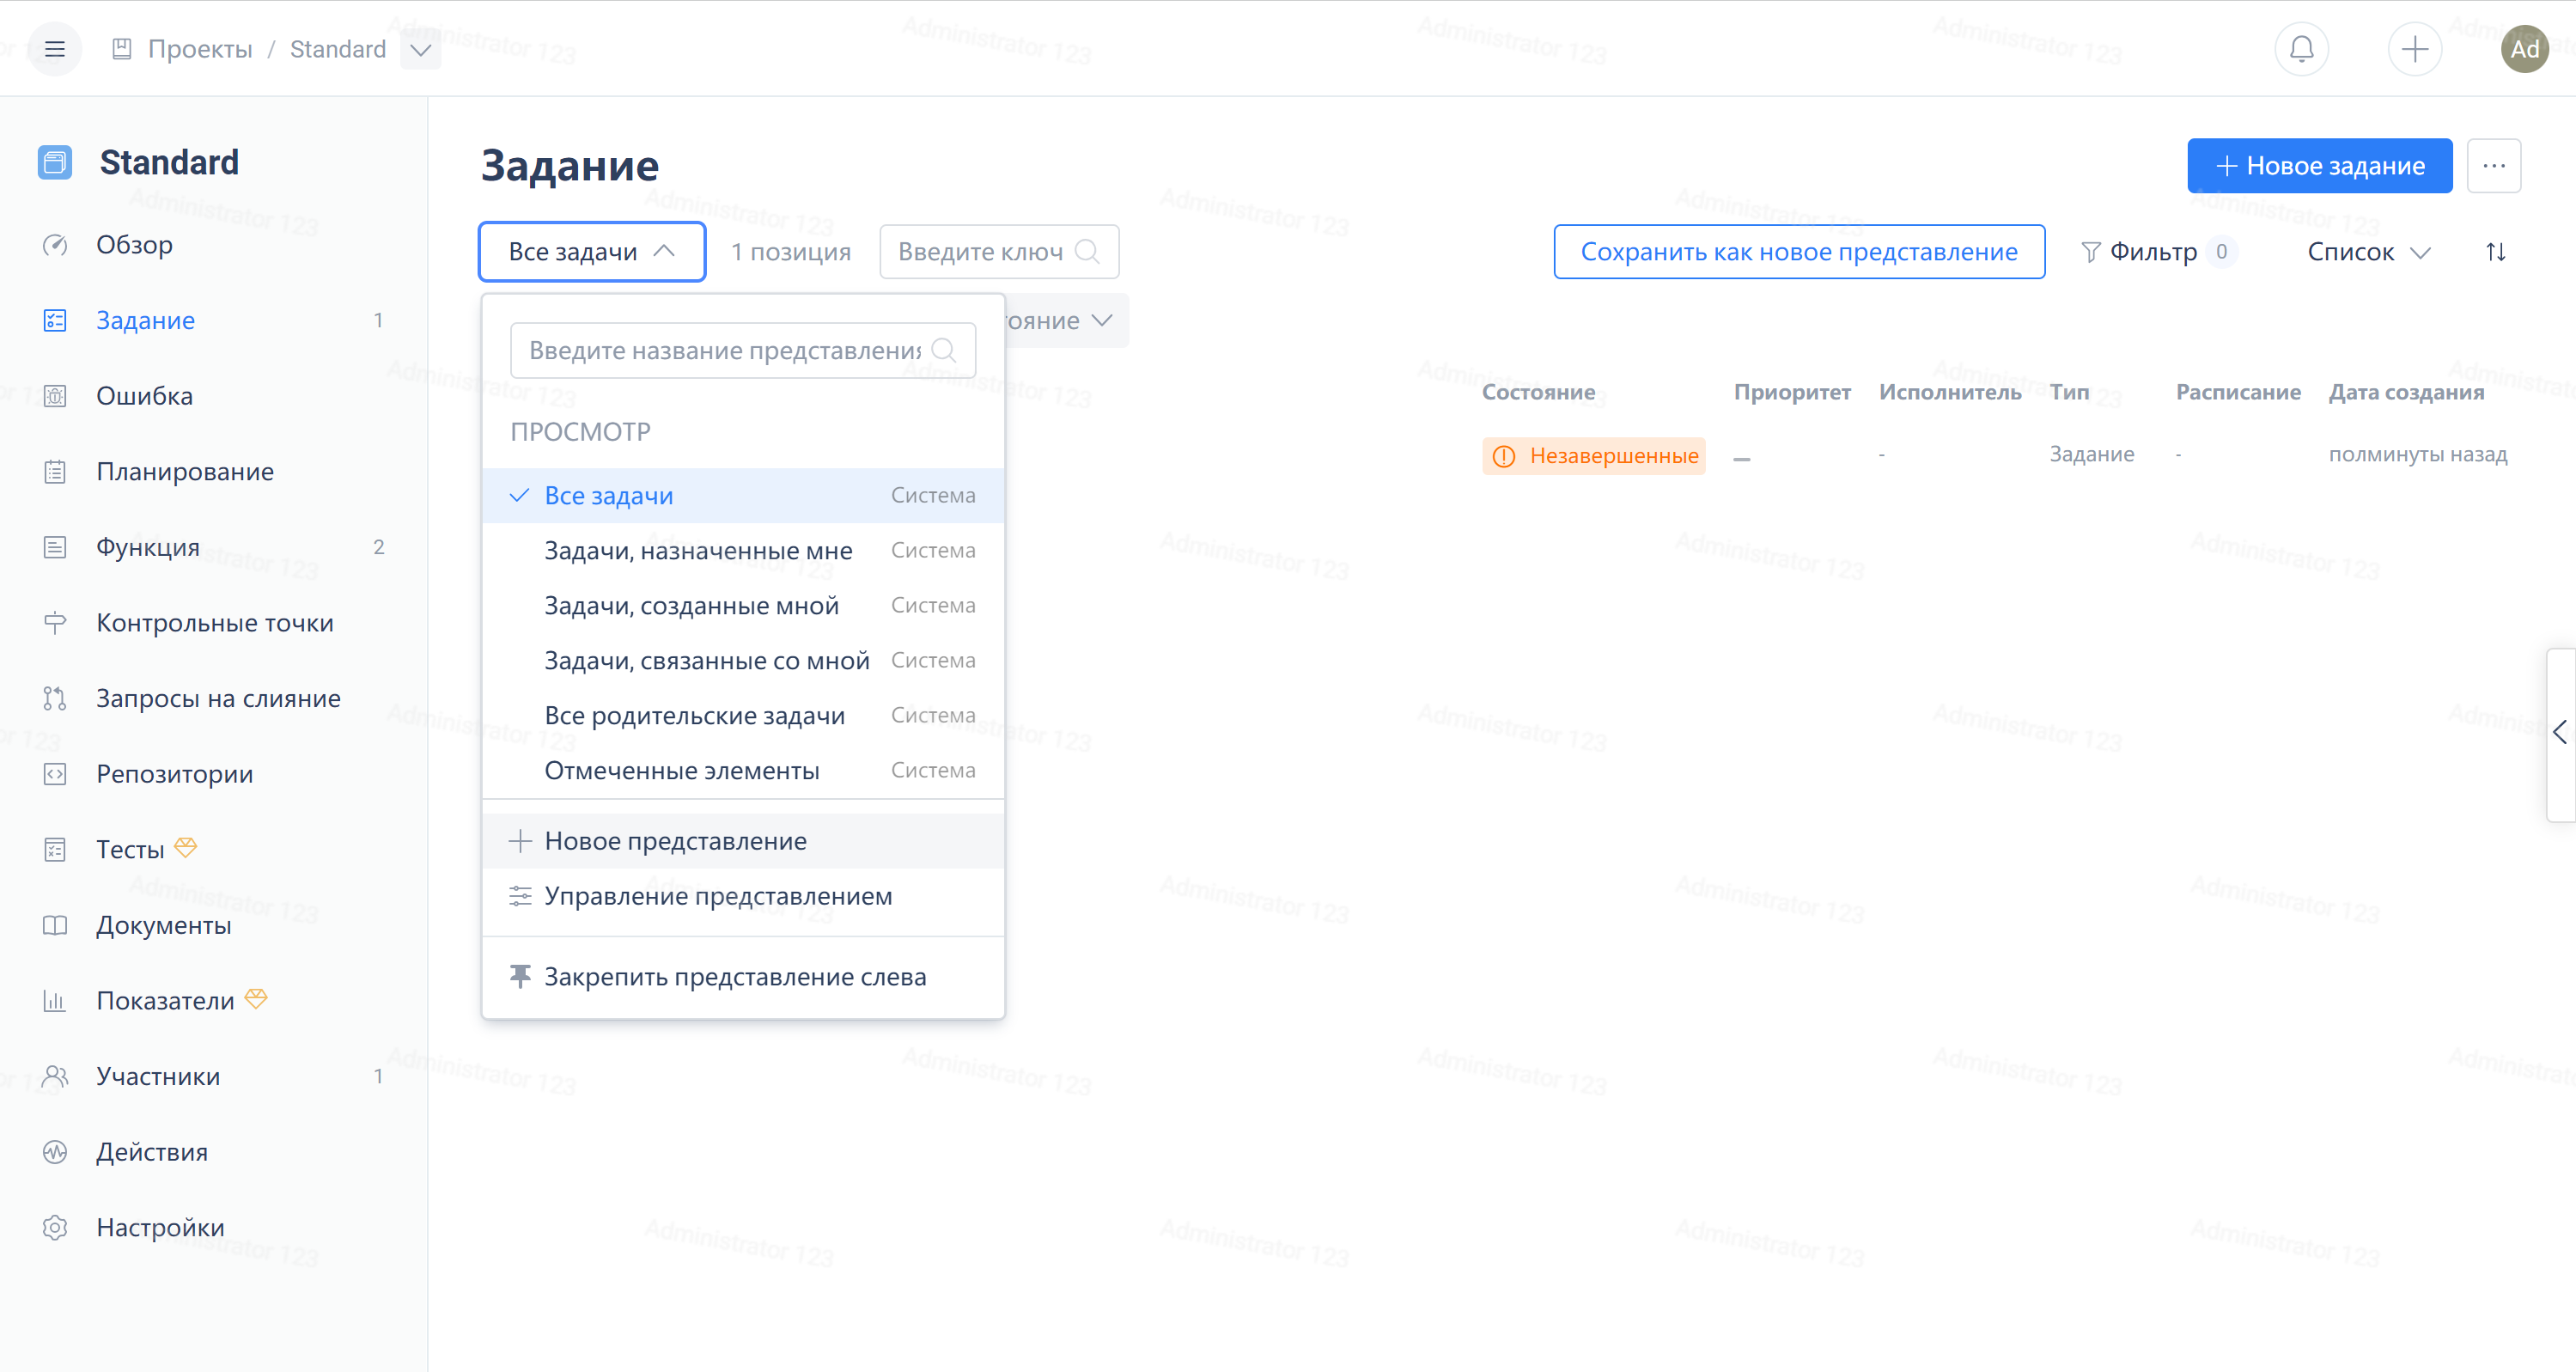 Проекты / Standard
Ad
Standard
Обзор
Задание 1
Ошибка
Планирование
Функция 2
Контрольные точки
Запросы на слияние
Репозитории
Тесты
Документы
Показатели
Участники 1
Действия
Настройки
Задание
Новое задание
Все задачи
1 позиция
Введите ключ
Сохранить как новое представление
Фильтр 0
Список
Введите название представления
ПРОСМОТР
Все задачи Система
Задачи, назначенные мне Система
Задачи, созданные мной Система
Задачи, связанные со мной Система
Все родительские задачи Система
Отмеченные элементы Система
Новое представление
Управление представлением
Закрепить представление слева
Состояние Приоритет Исполнитель Тип Расписание Дата создания
Незавершенные – - Задание - полминуты назад
Administrator 123